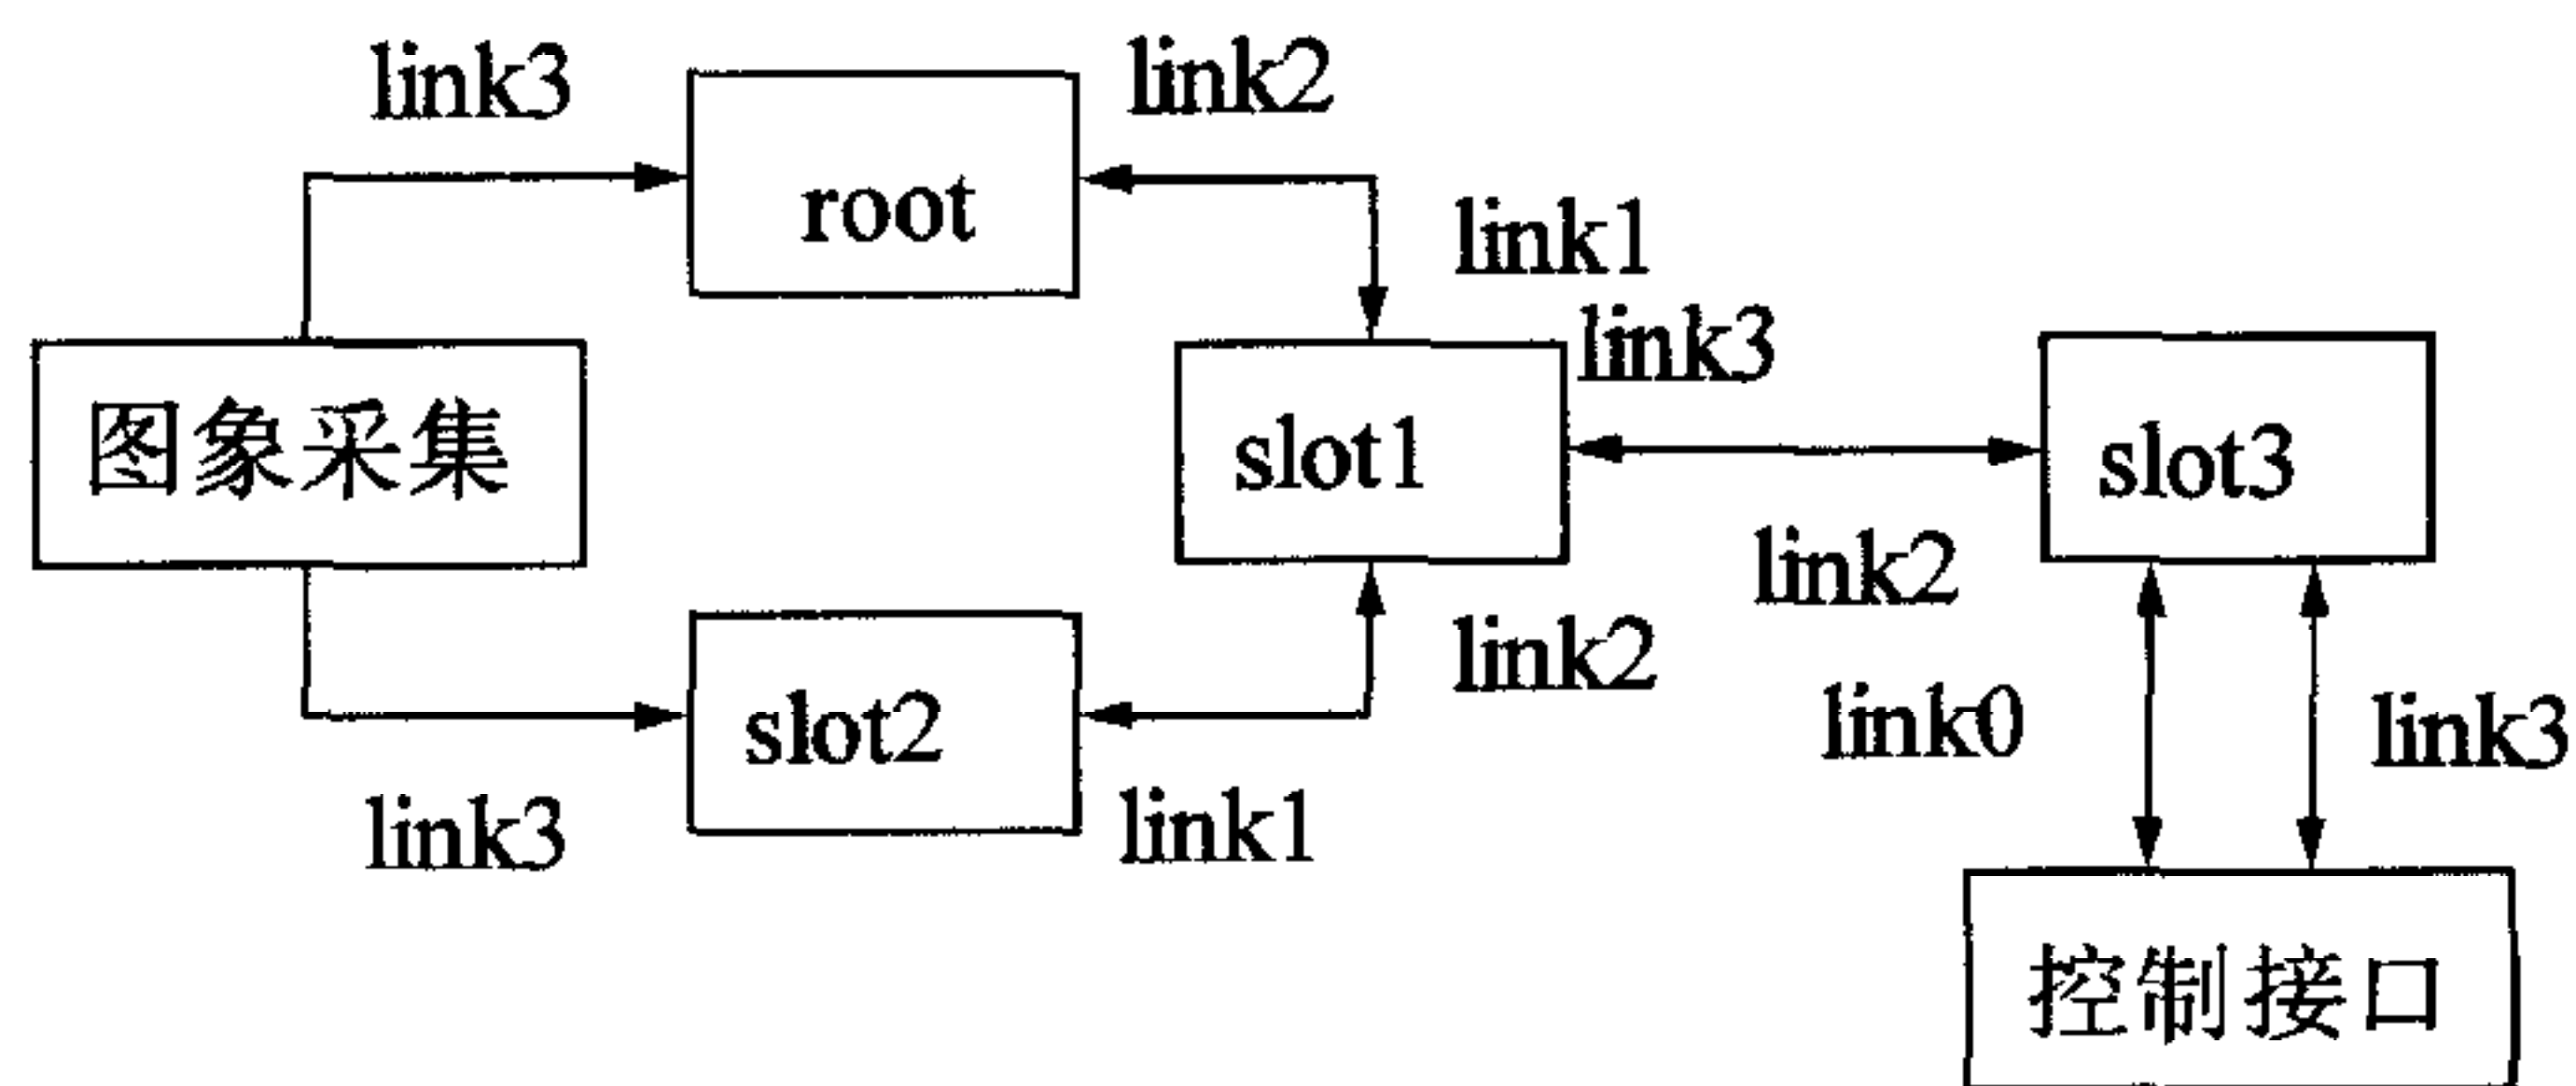 link3
link2
root
link1
link3
图象采集
slot1
slot3
link2
link2
slot2
link0
link3
link3
link1
控制接口